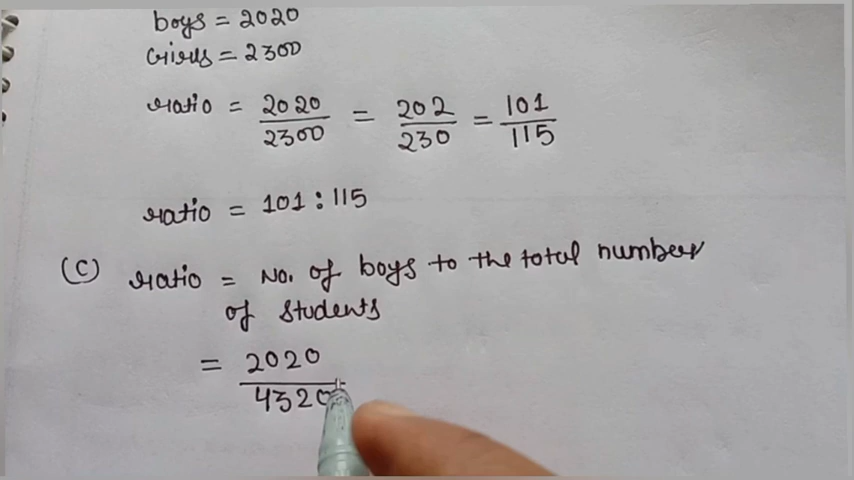 boys = 2020
Girls = 2300
ratio = 2020/2300 = 202/230 = 101/115
ratio = 101 : 115
(C) ratio = No. of boys to the total number
of students
= 2020/4320